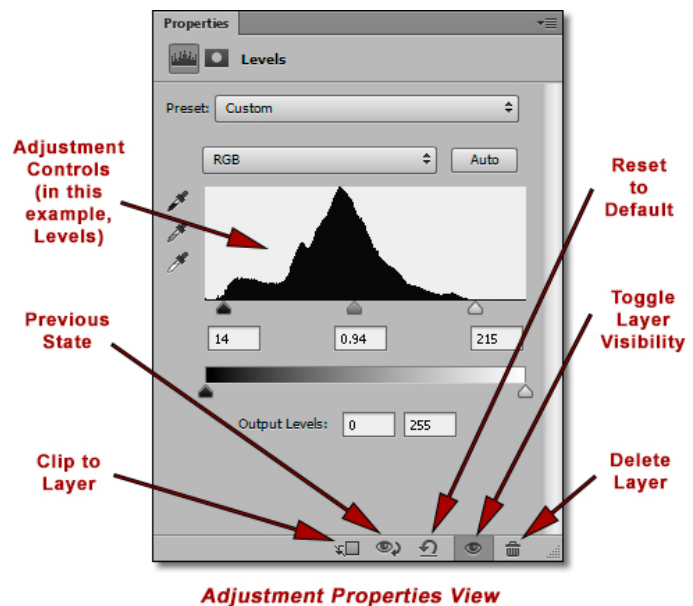 Properties
Levels
Preset: Custom
RGB
Auto
Adjustment
Controls
(in this
example,
Levels)
Reset
to
Default
Previous
State
14
0.94
215
Toggle
Layer
Visibility
Output Levels: 0 255
Clip to
Layer
Delete
Layer
Adjustment Properties View